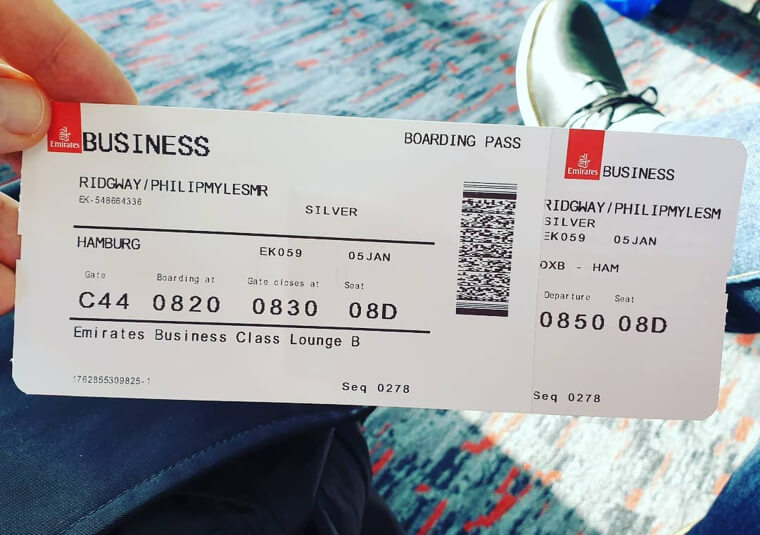 Emirates BUSINESS
BOARDING PASS
RIDGWAY/PHILIPMYLESMR
EK-548664336
SILVER
HAMBURG
EK059 05JAN
Gate Boarding at Gate closes at Seat
C44 0820 0830 08D
Emirates Business Class Lounge B
1762855309825-1
Seq 0278
Emirates BUSINESS
RIDGWAY/PHILIPMYLESM
SILVER
EK059 05JAN
DXB - HAM
Departure Seat
0850 08D
Seq 0278